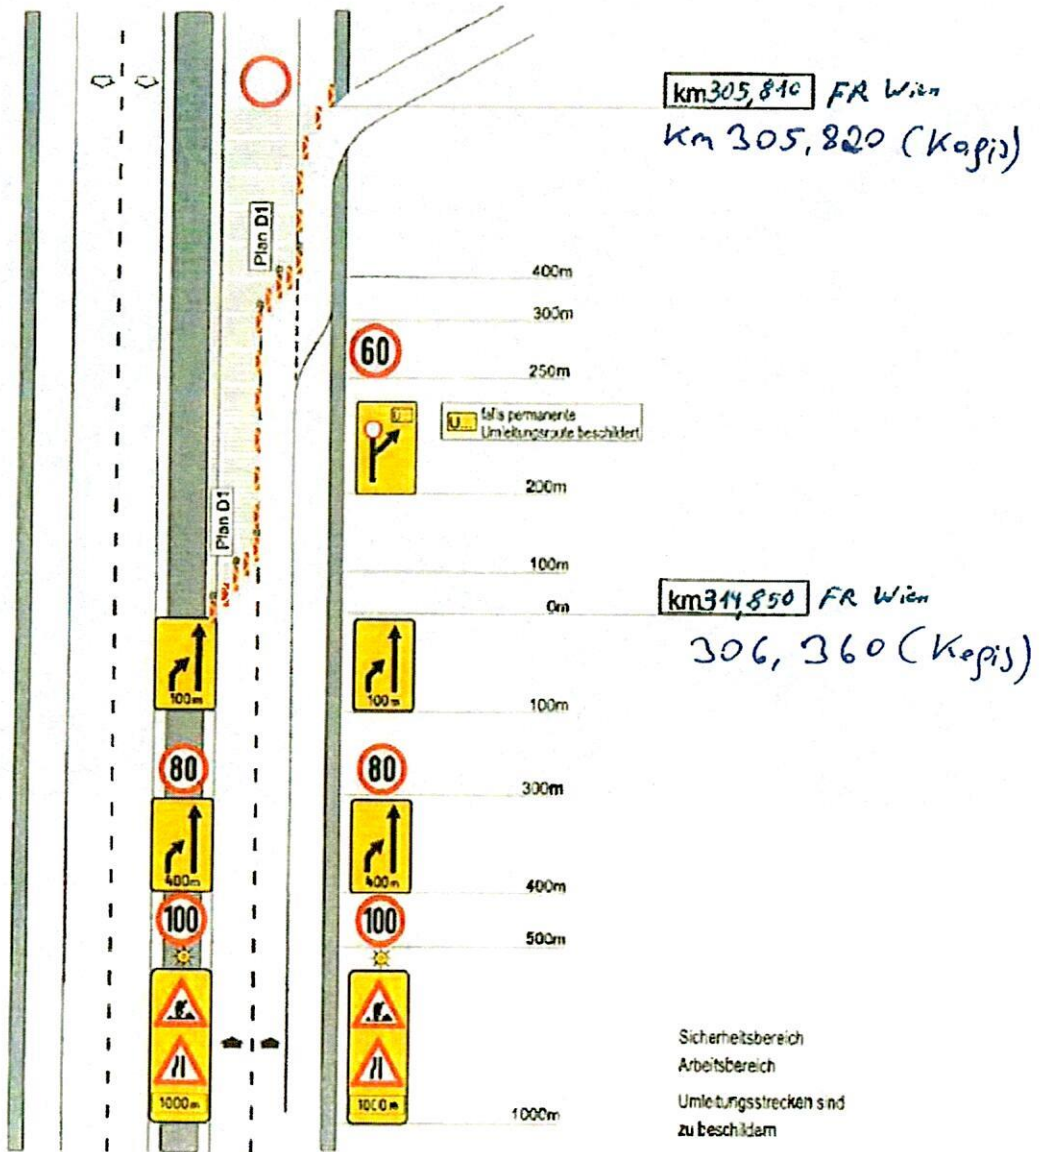 km305,810 FR Wien
Km 305,820 (Kagis)
Plan D1
400m
300m
60
250m
U... falls permanente
Umleitungsroute beschildert
U...
200m
Plan D1
100m
0m
km314,850 FR Wien
306,360 (Kagis)
100m
100m
100m
80
80
300m
400m
400m
400m
100
100
500m
1000m
1000m
1000m
Sicherheitsbereich
Arbeitsbereich
Umleitungsstrecken sind
zu beschildern